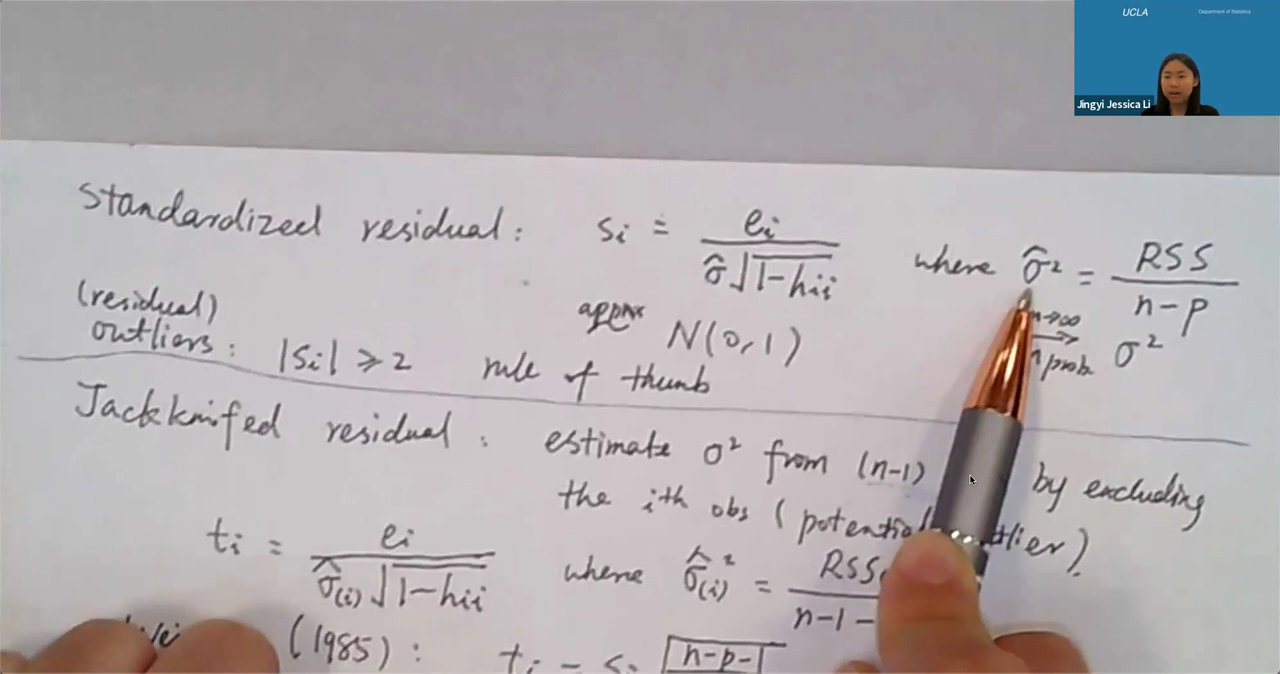 UCLA
Department of Statistics
Jingyi Jessica Li
Standardized residual: si = ei / σ̂√1-hii where σ̂² = RSS / n-p
n→∞ σ²
prob.
approx N(0,1)
(residual)
outliers: |si| ≥ 2 rule of thumb
Jackknifed residual: estimate σ² from (n-1) by excluding
the ith obs (potential outlier).
ti = ei / σ̂(i)√1-hii where σ̂(i)² = RSS / n-1-
(1985): ti = si √n-p-1